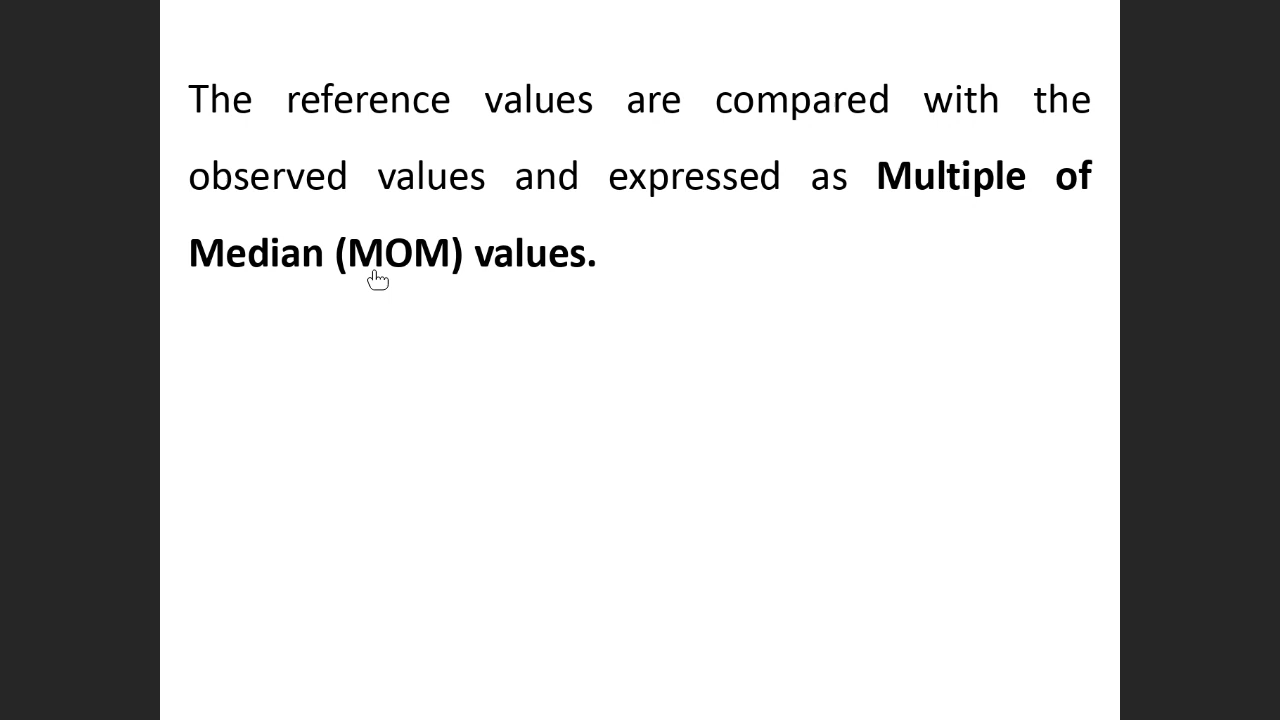 The reference values are compared with the
observed values and expressed as Multiple of
Median (MOM) values.